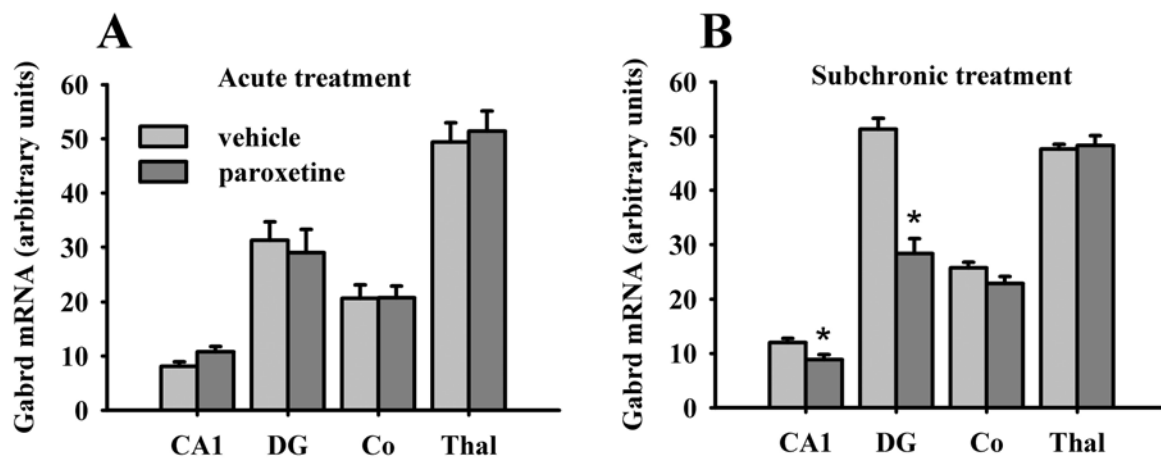 A
Acute treatment
Gabrd mRNA (arbitrary units)
60
50
40
30
20
10
0
vehicle
paroxetine
CA1 DG Co Thal
B
Subchronic treatment
Gabrd mRNA (arbitrary units)
60
50
40
30
20
10
0
*
*
CA1 DG Co Thal